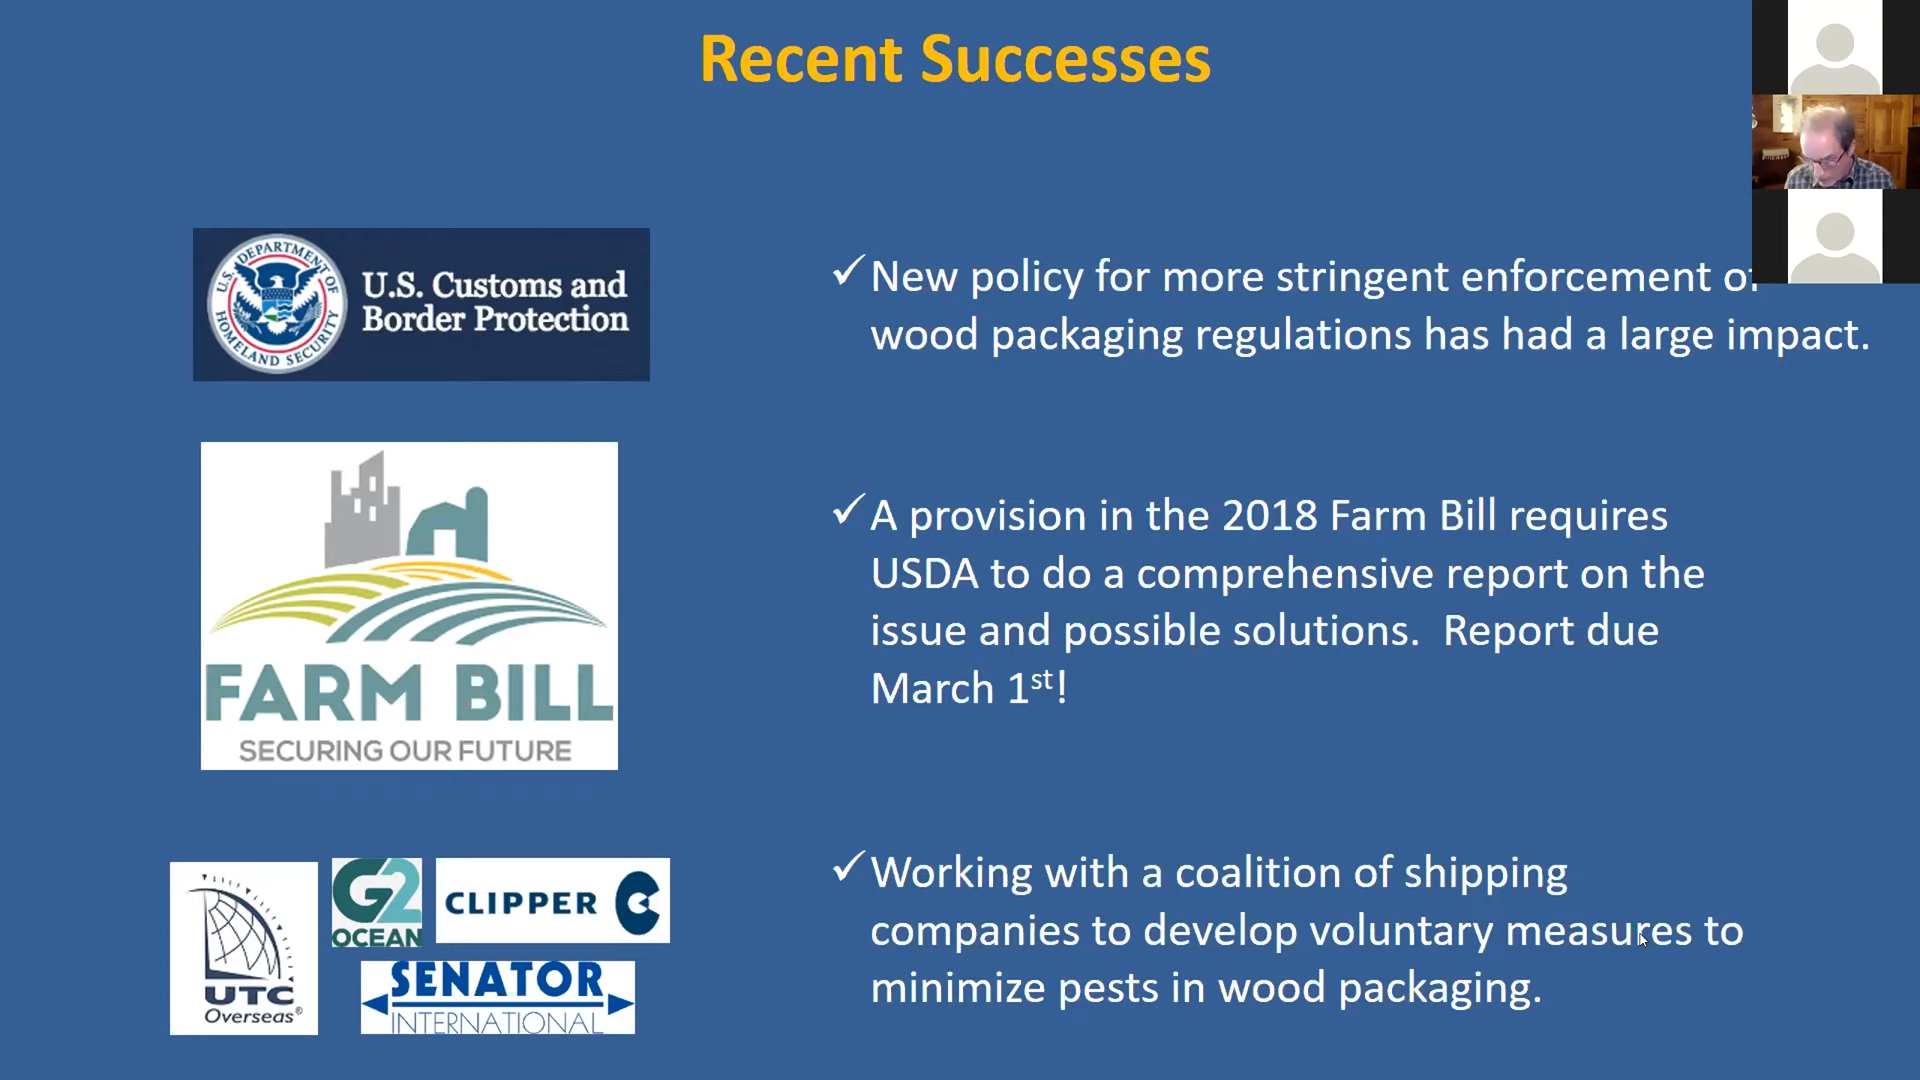 Recent Successes
U.S. DEPARTMENT OF
HOMELAND SECURITY
U.S. Customs and
Border Protection
✓New policy for more stringent enforcement of
wood packaging regulations has had a large impact.
FARM BILL
SECURING OUR FUTURE
✓A provision in the 2018 Farm Bill requires
USDA to do a comprehensive report on the
issue and possible solutions.  Report due
March 1st!
UTC
Overseas®
G2
OCEAN
CLIPPER
SENATOR
INTERNATIONAL
✓Working with a coalition of shipping
companies to develop voluntary measures to
minimize pests in wood packaging.